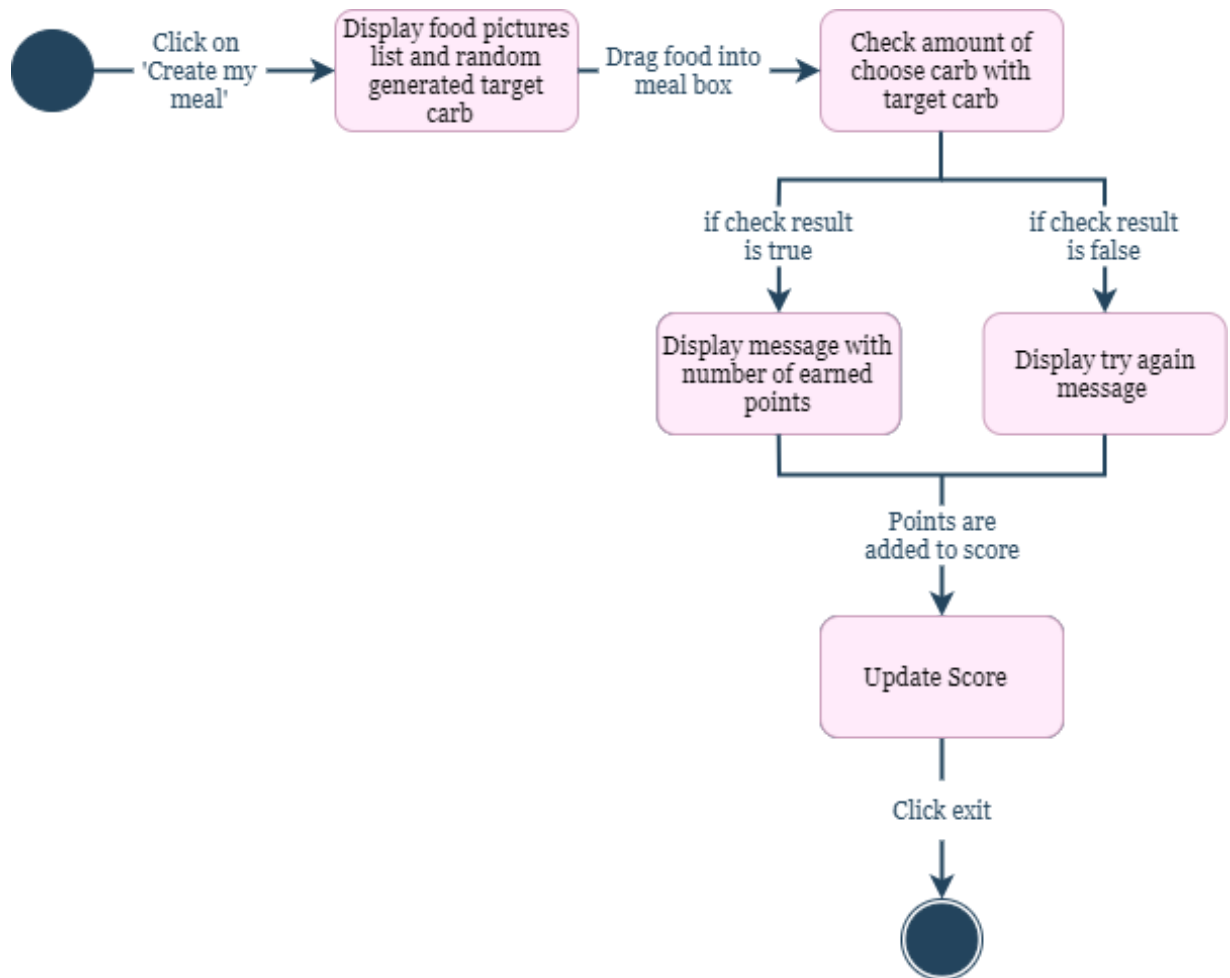 Click on
'Create my
meal'
Display food pictures
list and random
generated target
carb
Drag food into
meal box
Check amount of
choose carb with
target carb
if check result
is true
if check result
is false
Display message with
number of earned
points
Display try again
message
Points are
added to score
Update Score
Click exit